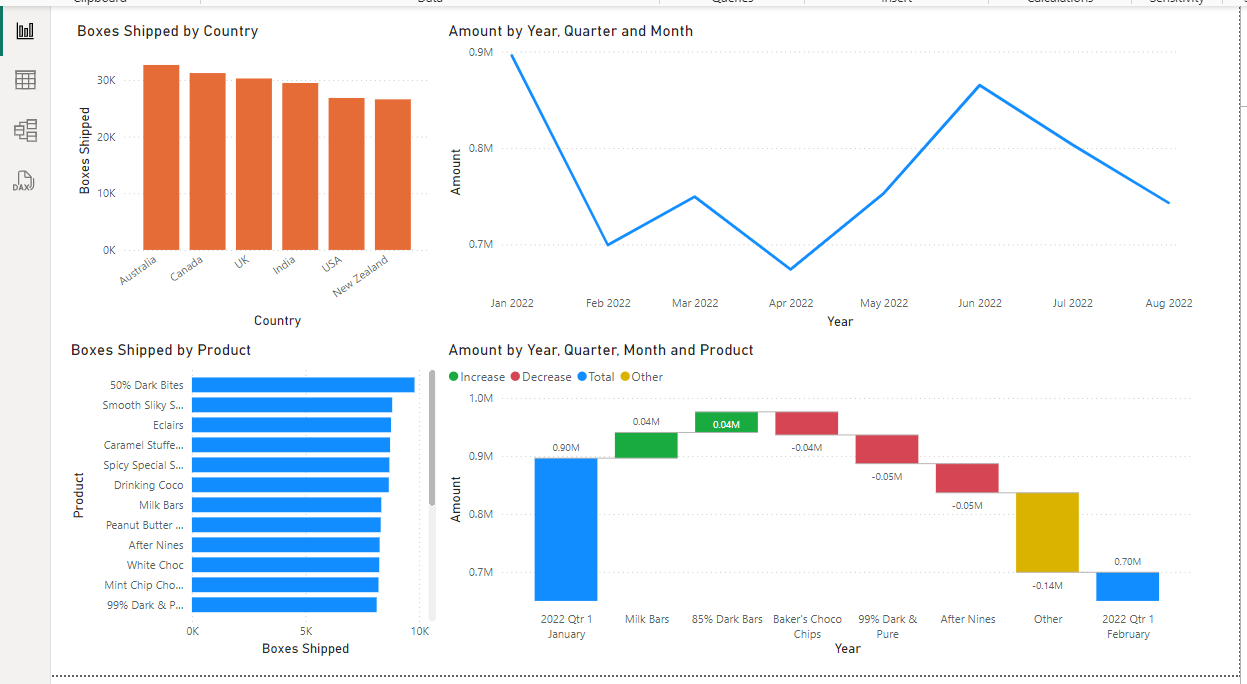 Clipboard Data Queries Insert Calculations Sensitivity
Boxes Shipped by Country
30K
20K
10K
0K
Boxes Shipped
Australia
Canada
UK
India
USA
New Zealand
Country
Amount by Year, Quarter and Month
0.9M
0.8M
0.7M
Amount
Jan 2022
Feb 2022
Mar 2022
Apr 2022
May 2022
Jun 2022
Jul 2022
Aug 2022
Year
DAX
Boxes Shipped by Product
50% Dark Bites
Smooth Sliky S...
Eclairs
Caramel Stuffe...
Spicy Special S...
Drinking Coco
Milk Bars
Peanut Butter ...
After Nines
White Choc
Mint Chip Cho...
99% Dark & P...
Product
0K
5K
10K
Boxes Shipped
Amount by Year, Quarter, Month and Product
Increase Decrease Total Other
1.0M
0.9M
0.8M
0.7M
Amount
0.90M
0.04M
0.04M
-0.04M
-0.05M
-0.05M
-0.14M
0.70M
2022 Qtr 1
January
Milk Bars
85% Dark Bars
Baker's Choco
Chips
99% Dark &
Pure
After Nines
Other
2022 Qtr 1
February
Year